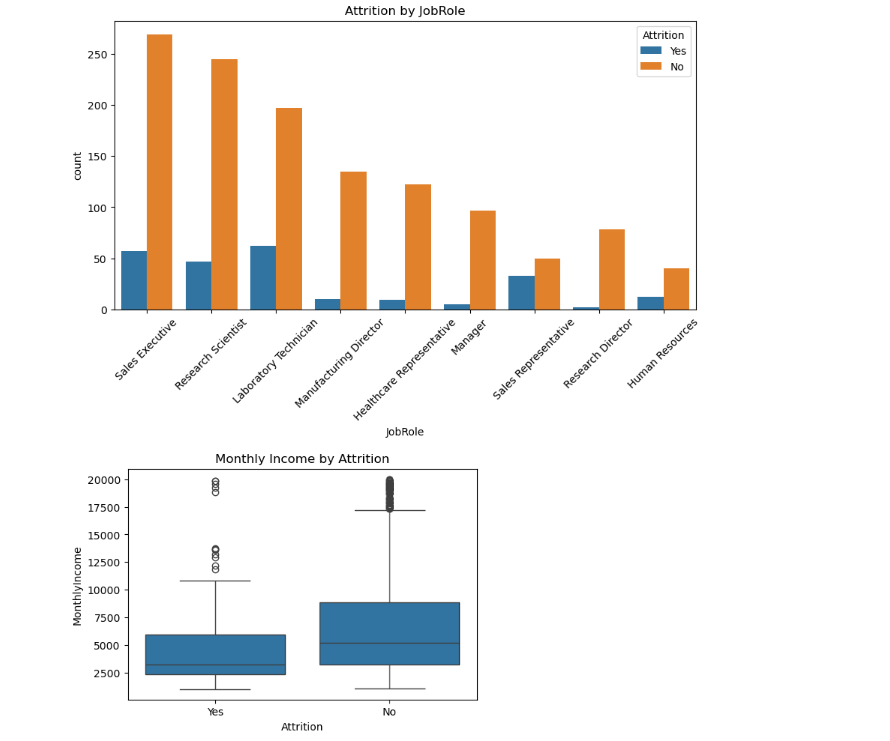 Attrition by JobRole
Attrition
Yes
No
250
200
150
100
50
0
count
Sales Executive
Research Scientist
Laboratory Technician
Manufacturing Director
Healthcare Representative
Manager
Sales Representative
Research Director
Human Resources
JobRole
Monthly Income by Attrition
20000
17500
15000
12500
10000
7500
5000
2500
MonthlyIncome
Yes
No
Attrition